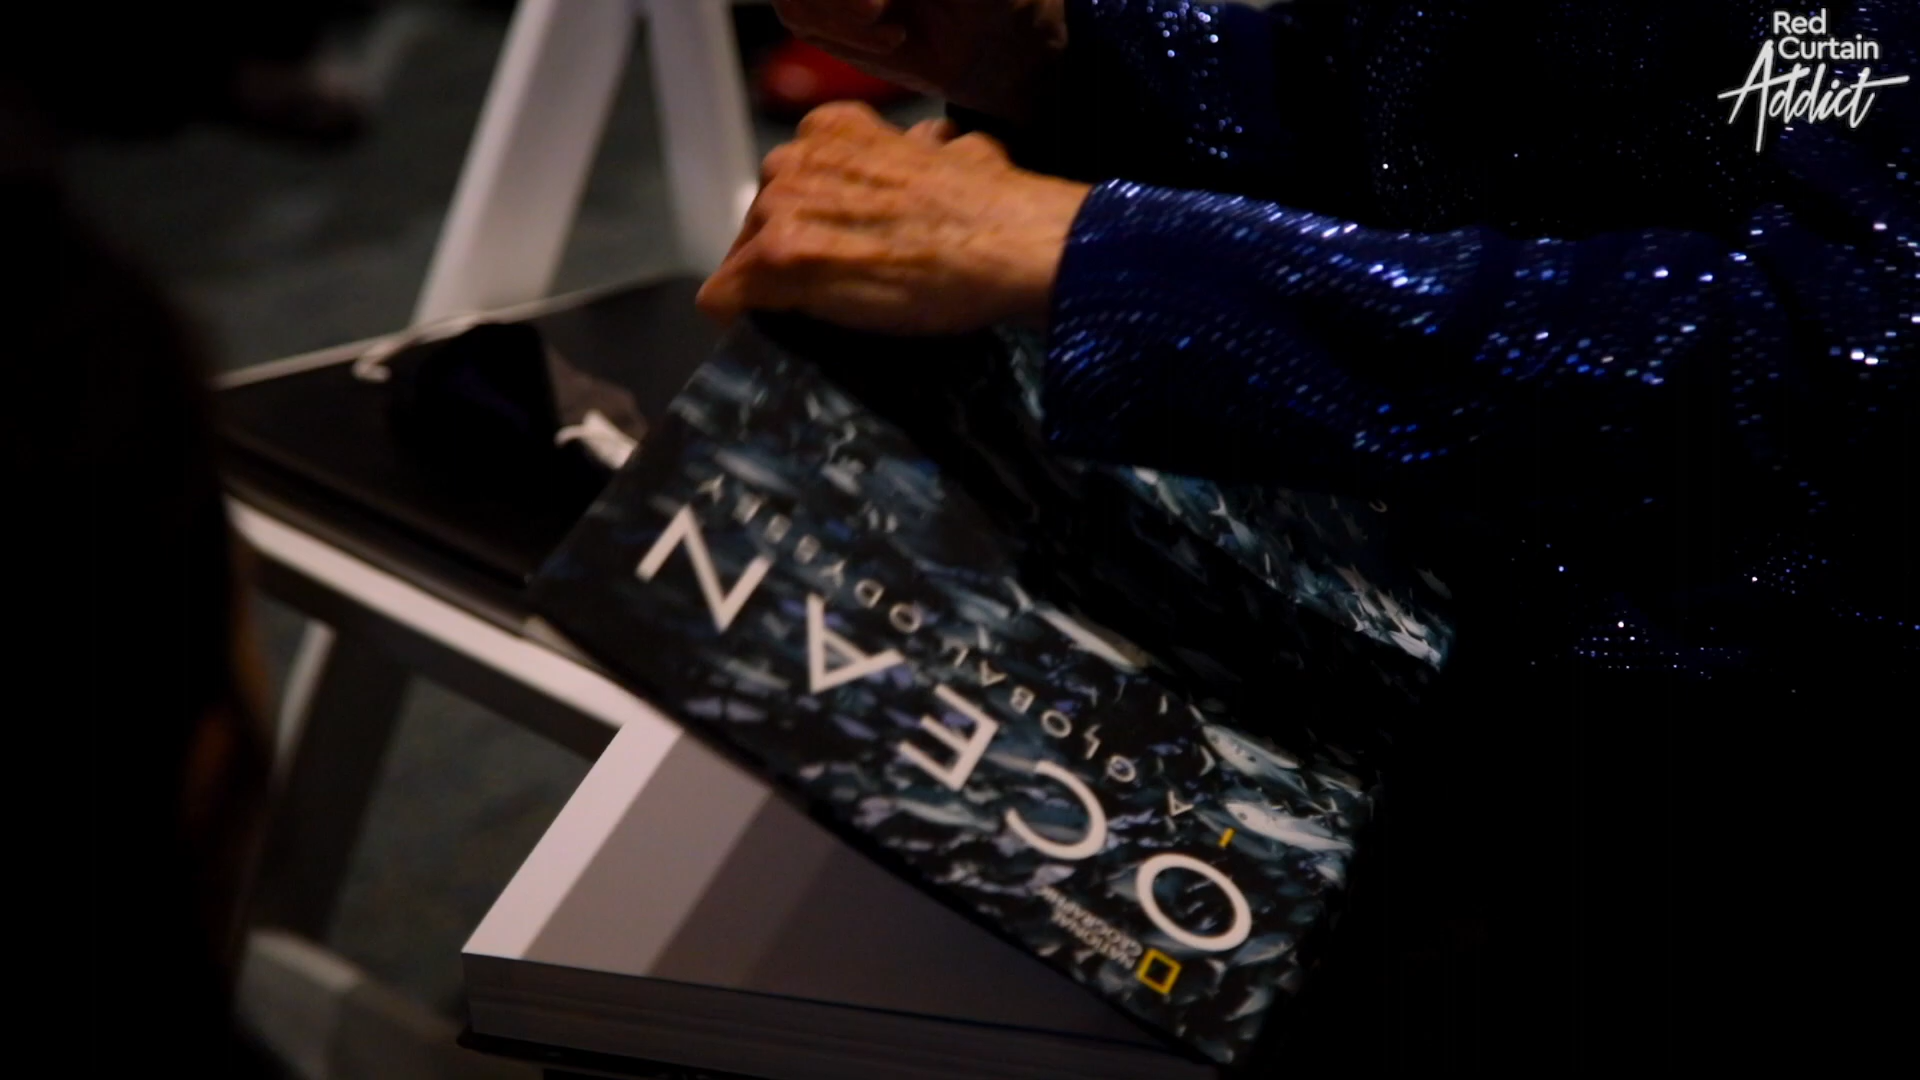 Red
Curtain
Addict
OCEAN
A GLOBAL ODYSSEY
NATIONAL
GEOGRAPHIC